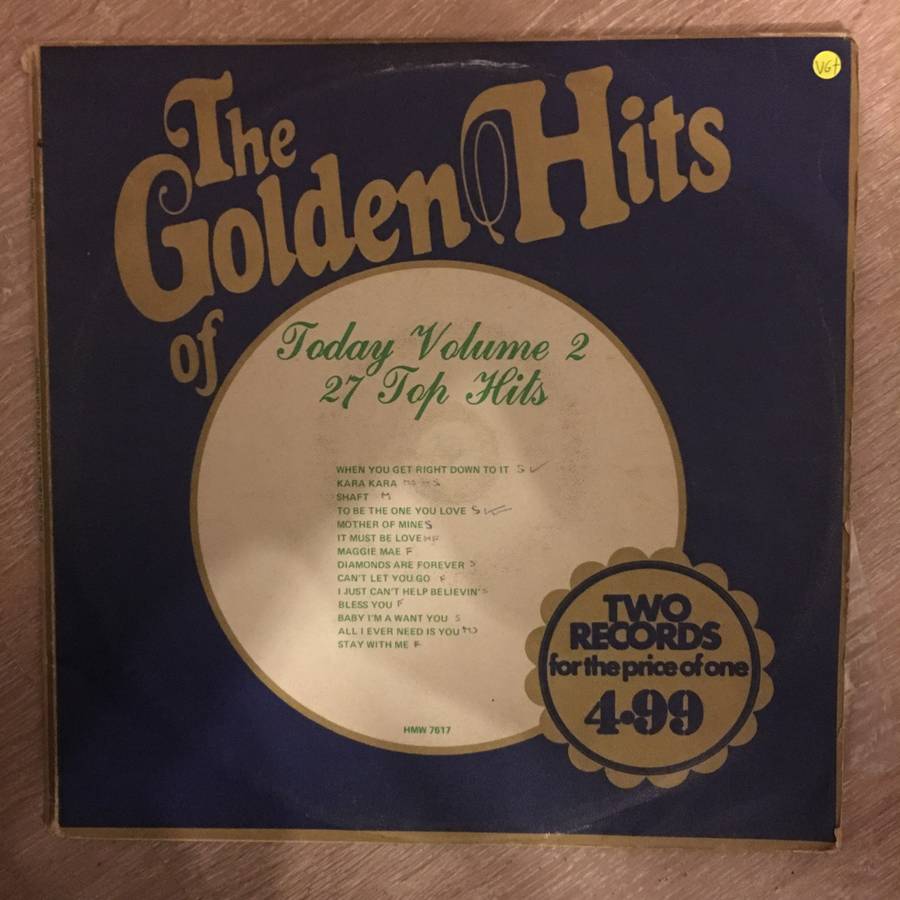 The
Golden Hits
of
VG+
Today Volume 2
27 Top Hits
WHEN YOU GET RIGHT DOWN TO IT S
KARA KARA
SHAFT M
TO BE THE ONE YOU LOVE S
MOTHER OF MINE S
IT MUST BE LOVE
MAGGIE MAE F
DIAMONDS ARE FOREVER
CAN'T LET YOU GO F
I JUST CAN'T HELP BELIEVIN'
BLESS YOU F
BABY I'M A WANT YOU S
ALL I EVER NEED IS YOU
STAY WITH ME F
HMW 7617
TWO
RECORDS
for the price of one
4·99